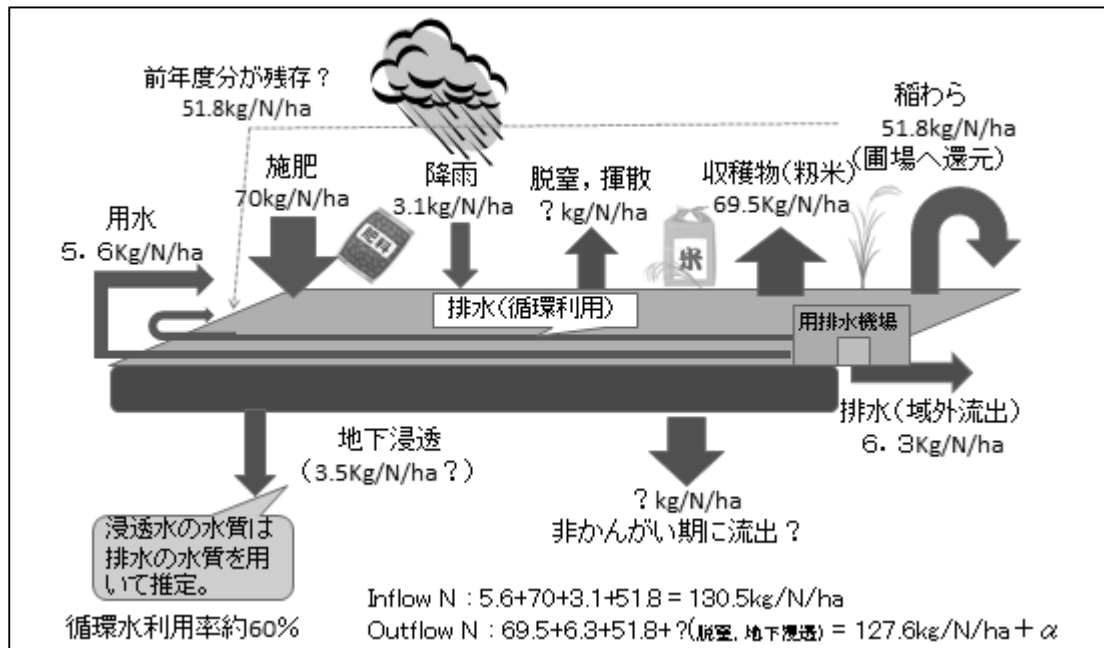 前年度分が残存？
51.8kg/N/ha
稲わら
51.8kg/N/ha
(圃場へ還元)
施肥
70kg/N/ha
降雨
3.1kg/N/ha
脱窒，揮散
？kg/N/ha
収穫物(籾米)
69.5Kg/N/ha
用水
5．6Kg/N/ha
肥料
米
排水(循環利用)
用排水機場
排水(域外流出)
6．3Kg/N/ha
地下浸透
(3.5Kg/N/ha？)
？kg/N/ha
非かんがい期に流出？
浸透水の水質は
排水の水質を用
いて推定。
循環水利用率約60%
Inflow N：5.6+70+3.1+51.8 = 130.5kg/N/ha
Outflow N：69.5+6.3+51.8+?(脱窒，地下浸透) = 127.6kg/N/ha＋α